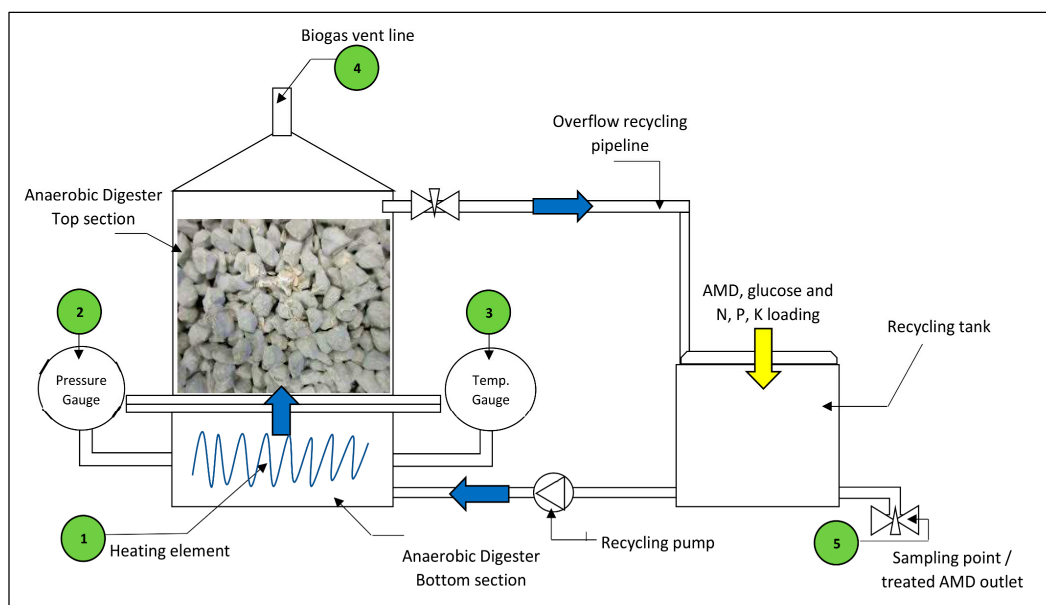 Biogas vent line
4
Overflow recycling
pipeline
Anaerobic Digester
Top section
2
3
AMD, glucose and
N, P, K loading
Recycling tank
Pressure
Gauge
Temp.
Gauge
1
Heating element
Anaerobic Digester
Bottom section
Recycling pump
5
Sampling point /
treated AMD outlet